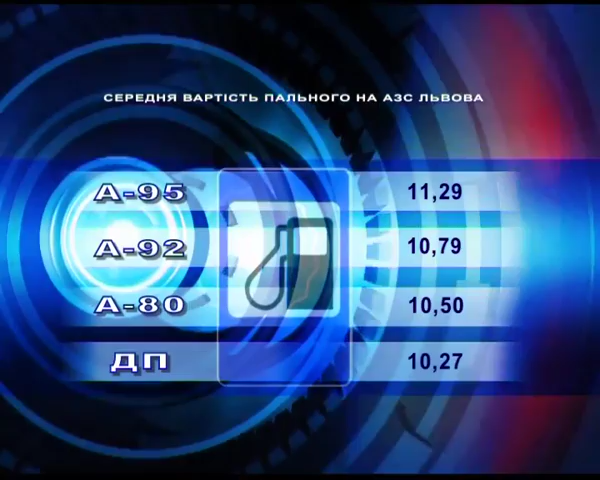 СЕРЕДНЯ ВАРТІСТЬ ПАЛЬНОГО НА АЗС ЛЬВОВА
А-95 11,29
А-92 10,79
А-80 10,50
ДП 10,27